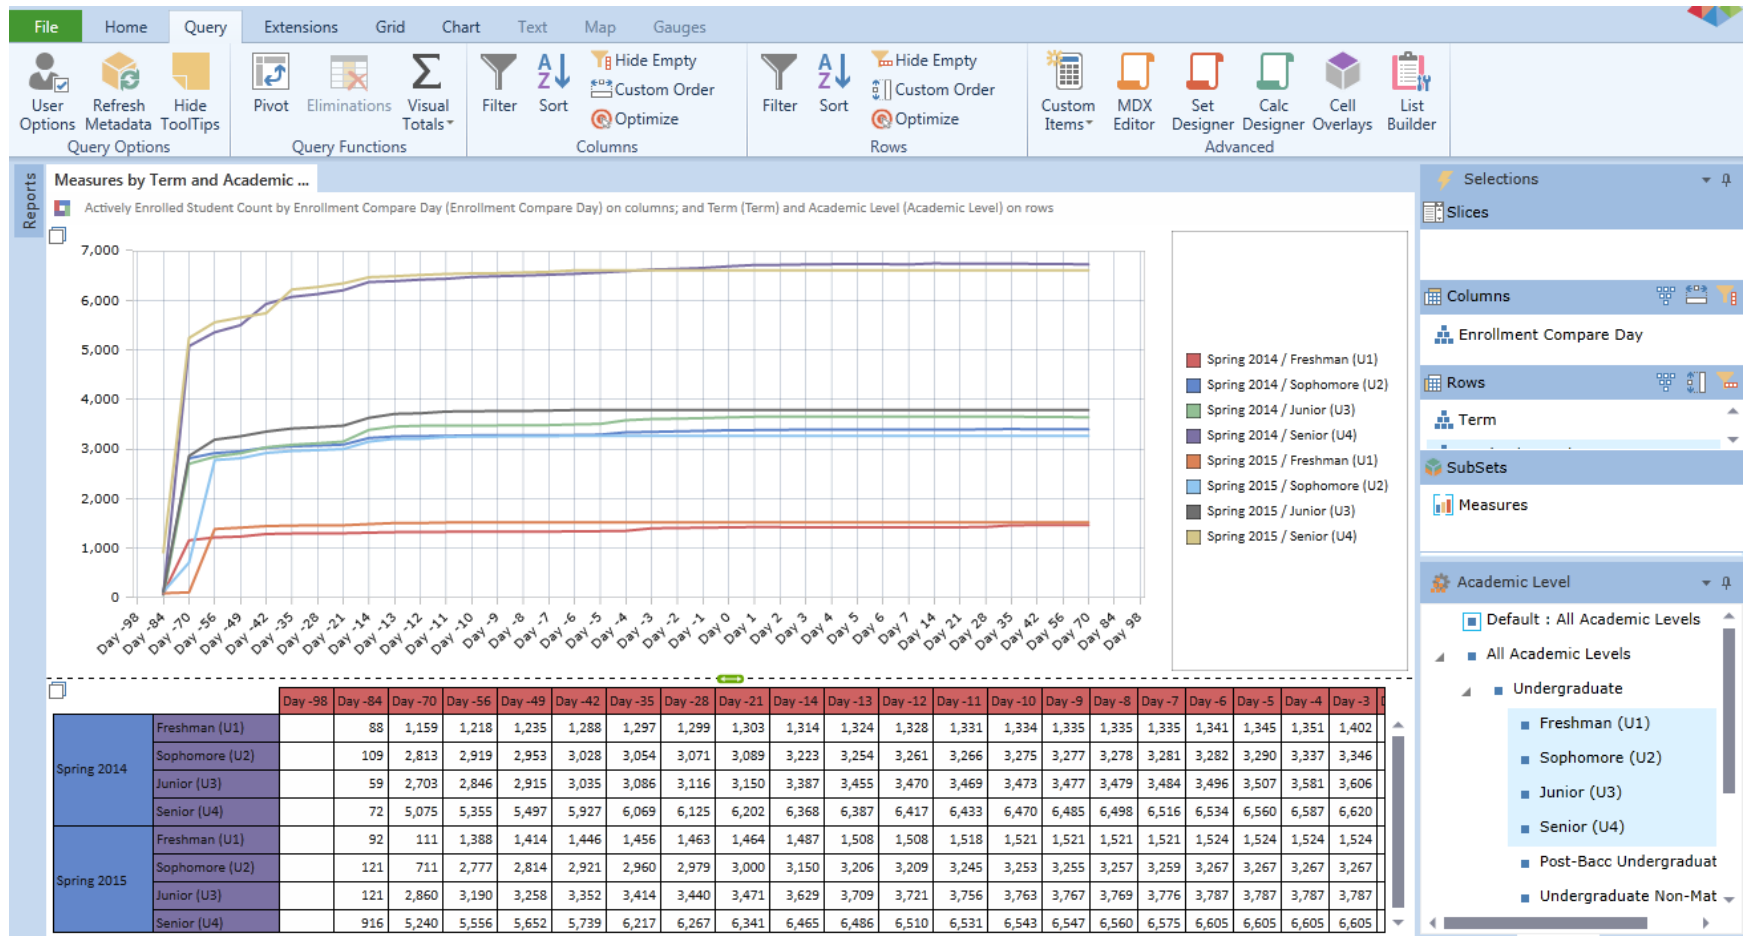 File Home Query Extensions Grid Chart Text Map Gauges
User Options
Refresh Metadata
Hide ToolTips
Query Options
Pivot
Eliminations
Visual Totals
Query Functions
Filter
Sort
Hide Empty
Custom Order
Optimize
Columns
Filter
Sort
Hide Empty
Custom Order
Optimize
Rows
Custom Items
MDX Editor
Set Designer
Calc Designer
Cell Overlays
List Builder
Advanced
Reports
Measures by Term and Academic ...
Actively Enrolled Student Count by Enrollment Compare Day (Enrollment Compare Day) on columns; and Term (Term) and Academic Level (Academic Level) on rows
7,000
6,000
5,000
4,000
3,000
2,000
1,000
0
Day -98 Day -84 Day -70 Day -56 Day -49 Day -42 Day -35 Day -28 Day -21 Day -14 Day -13 Day -12 Day -11 Day -10 Day -9 Day -8 Day -7 Day -6 Day -5 Day -4 Day -3 Day -2 Day -1 Day 0 Day 1 Day 2 Day 3 Day 4 Day 5 Day 6 Day 7 Day 14 Day 21 Day 28 Day 35 Day 42 Day 56 Day 70 Day 84 Day 98
Spring 2014 / Freshman (U1)
Spring 2014 / Sophomore (U2)
Spring 2014 / Junior (U3)
Spring 2014 / Senior (U4)
Spring 2015 / Freshman (U1)
Spring 2015 / Sophomore (U2)
Spring 2015 / Junior (U3)
Spring 2015 / Senior (U4)
Day -98 Day -84 Day -70 Day -56 Day -49 Day -42 Day -35 Day -28 Day -21 Day -14 Day -13 Day -12 Day -11 Day -10 Day -9 Day -8 Day -7 Day -6 Day -5 Day -4 Day -3
Spring 2014
Freshman (U1) 88 1,159 1,218 1,235 1,288 1,297 1,299 1,303 1,314 1,324 1,328 1,331 1,334 1,335 1,335 1,335 1,341 1,345 1,351 1,402
Sophomore (U2) 109 2,813 2,919 2,953 3,028 3,054 3,071 3,089 3,223 3,254 3,261 3,266 3,275 3,277 3,278 3,281 3,282 3,290 3,337 3,346
Junior (U3) 59 2,703 2,846 2,915 3,035 3,086 3,116 3,150 3,387 3,455 3,470 3,469 3,473 3,477 3,479 3,484 3,496 3,507 3,581 3,606
Senior (U4) 72 5,075 5,355 5,497 5,927 6,069 6,125 6,202 6,368 6,387 6,417 6,433 6,470 6,485 6,498 6,516 6,534 6,560 6,587 6,620
Spring 2015
Freshman (U1) 92 111 1,388 1,414 1,446 1,456 1,463 1,464 1,487 1,508 1,508 1,518 1,521 1,521 1,521 1,521 1,524 1,524 1,524 1,524
Sophomore (U2) 121 711 2,777 2,814 2,921 2,960 2,979 3,000 3,150 3,206 3,209 3,245 3,253 3,255 3,257 3,259 3,267 3,267 3,267 3,267
Junior (U3) 121 2,860 3,190 3,258 3,352 3,414 3,440 3,471 3,629 3,709 3,721 3,756 3,763 3,767 3,769 3,776 3,787 3,787 3,787 3,787
Senior (U4) 916 5,240 5,556 5,652 5,739 6,217 6,267 6,341 6,465 6,486 6,510 6,531 6,543 6,547 6,560 6,575 6,605 6,605 6,605 6,605
Selections
Slices
Columns
Enrollment Compare Day
Rows
Term
SubSets
Measures
Academic Level
Default : All Academic Levels
All Academic Levels
Undergraduate
Freshman (U1)
Sophomore (U2)
Junior (U3)
Senior (U4)
Post-Bacc Undergraduat
Undergraduate Non-Mat